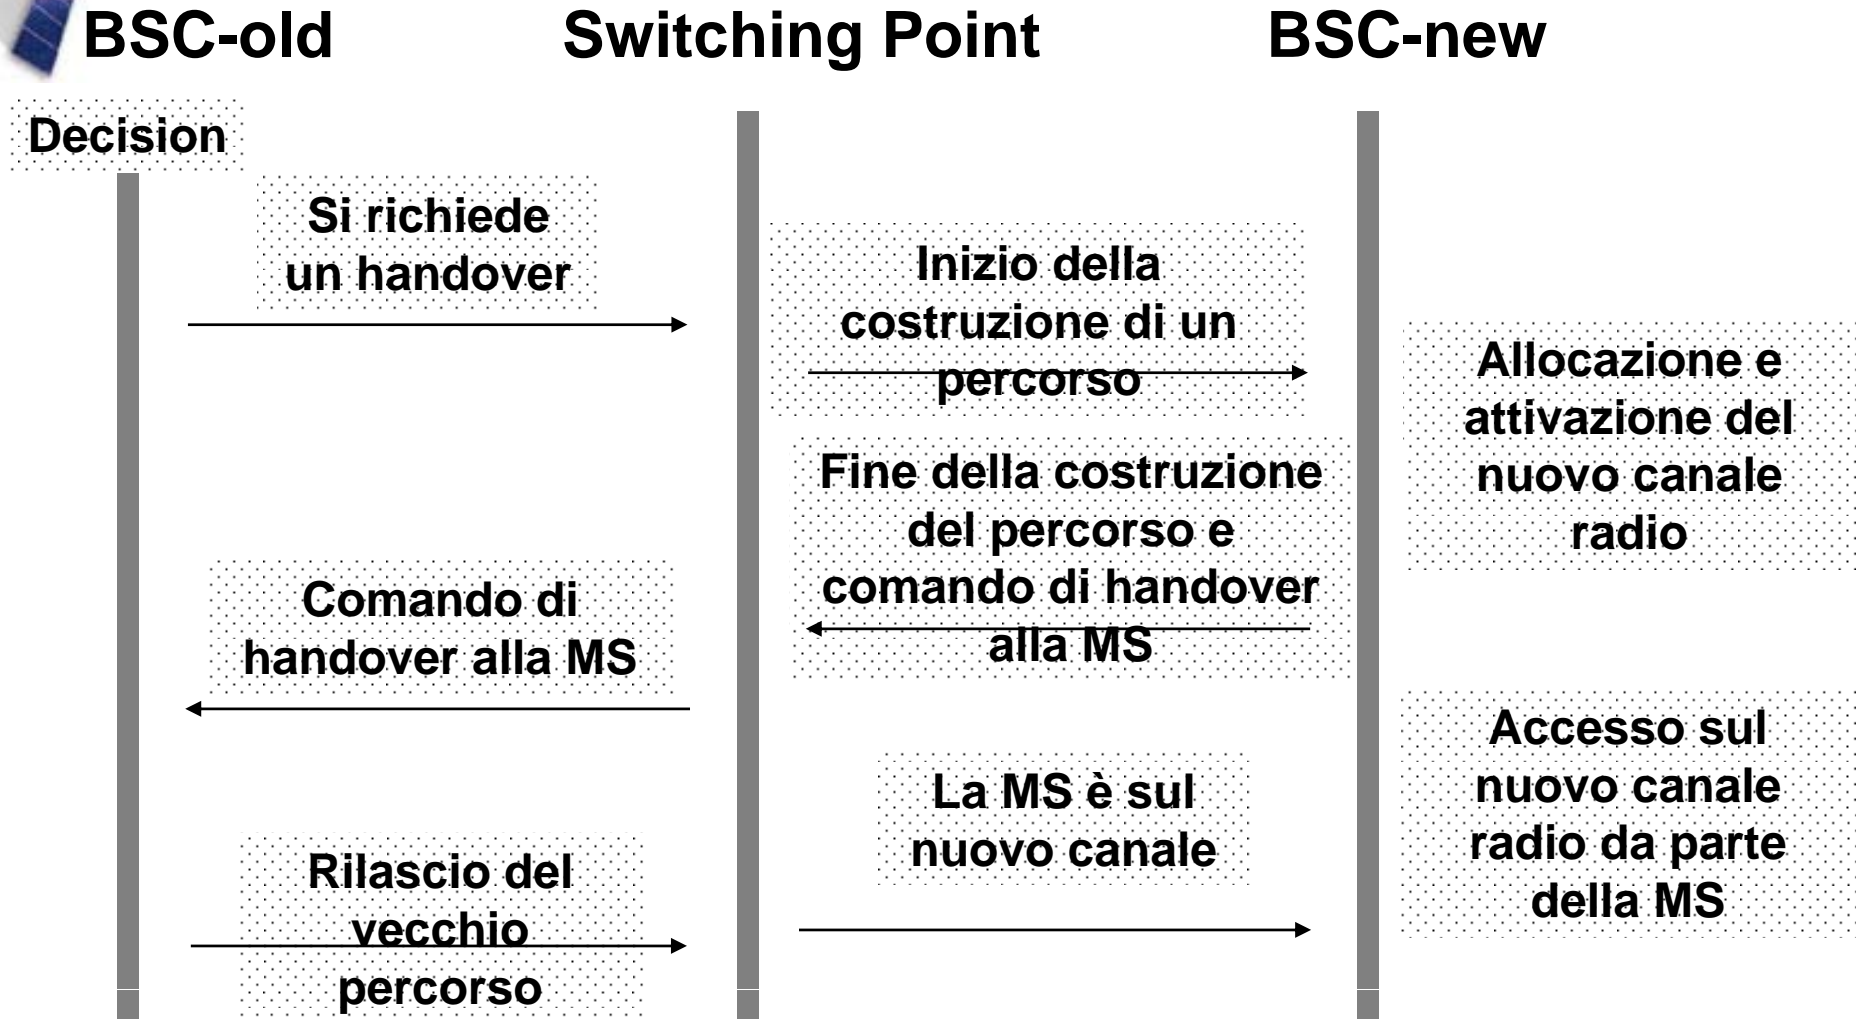 BSC-old Switching Point BSC-new
Decision
Si richiede
un handover
Inizio della
costruzione di un
percorso
Allocazione e
attivazione del
nuovo canale
radio
Fine della costruzione
del percorso e
comando di handover
alla MS
Comando di
handover alla MS
Accesso sul
nuovo canale
radio da parte
della MS
La MS è sul
nuovo canale
Rilascio del
vecchio
percorso